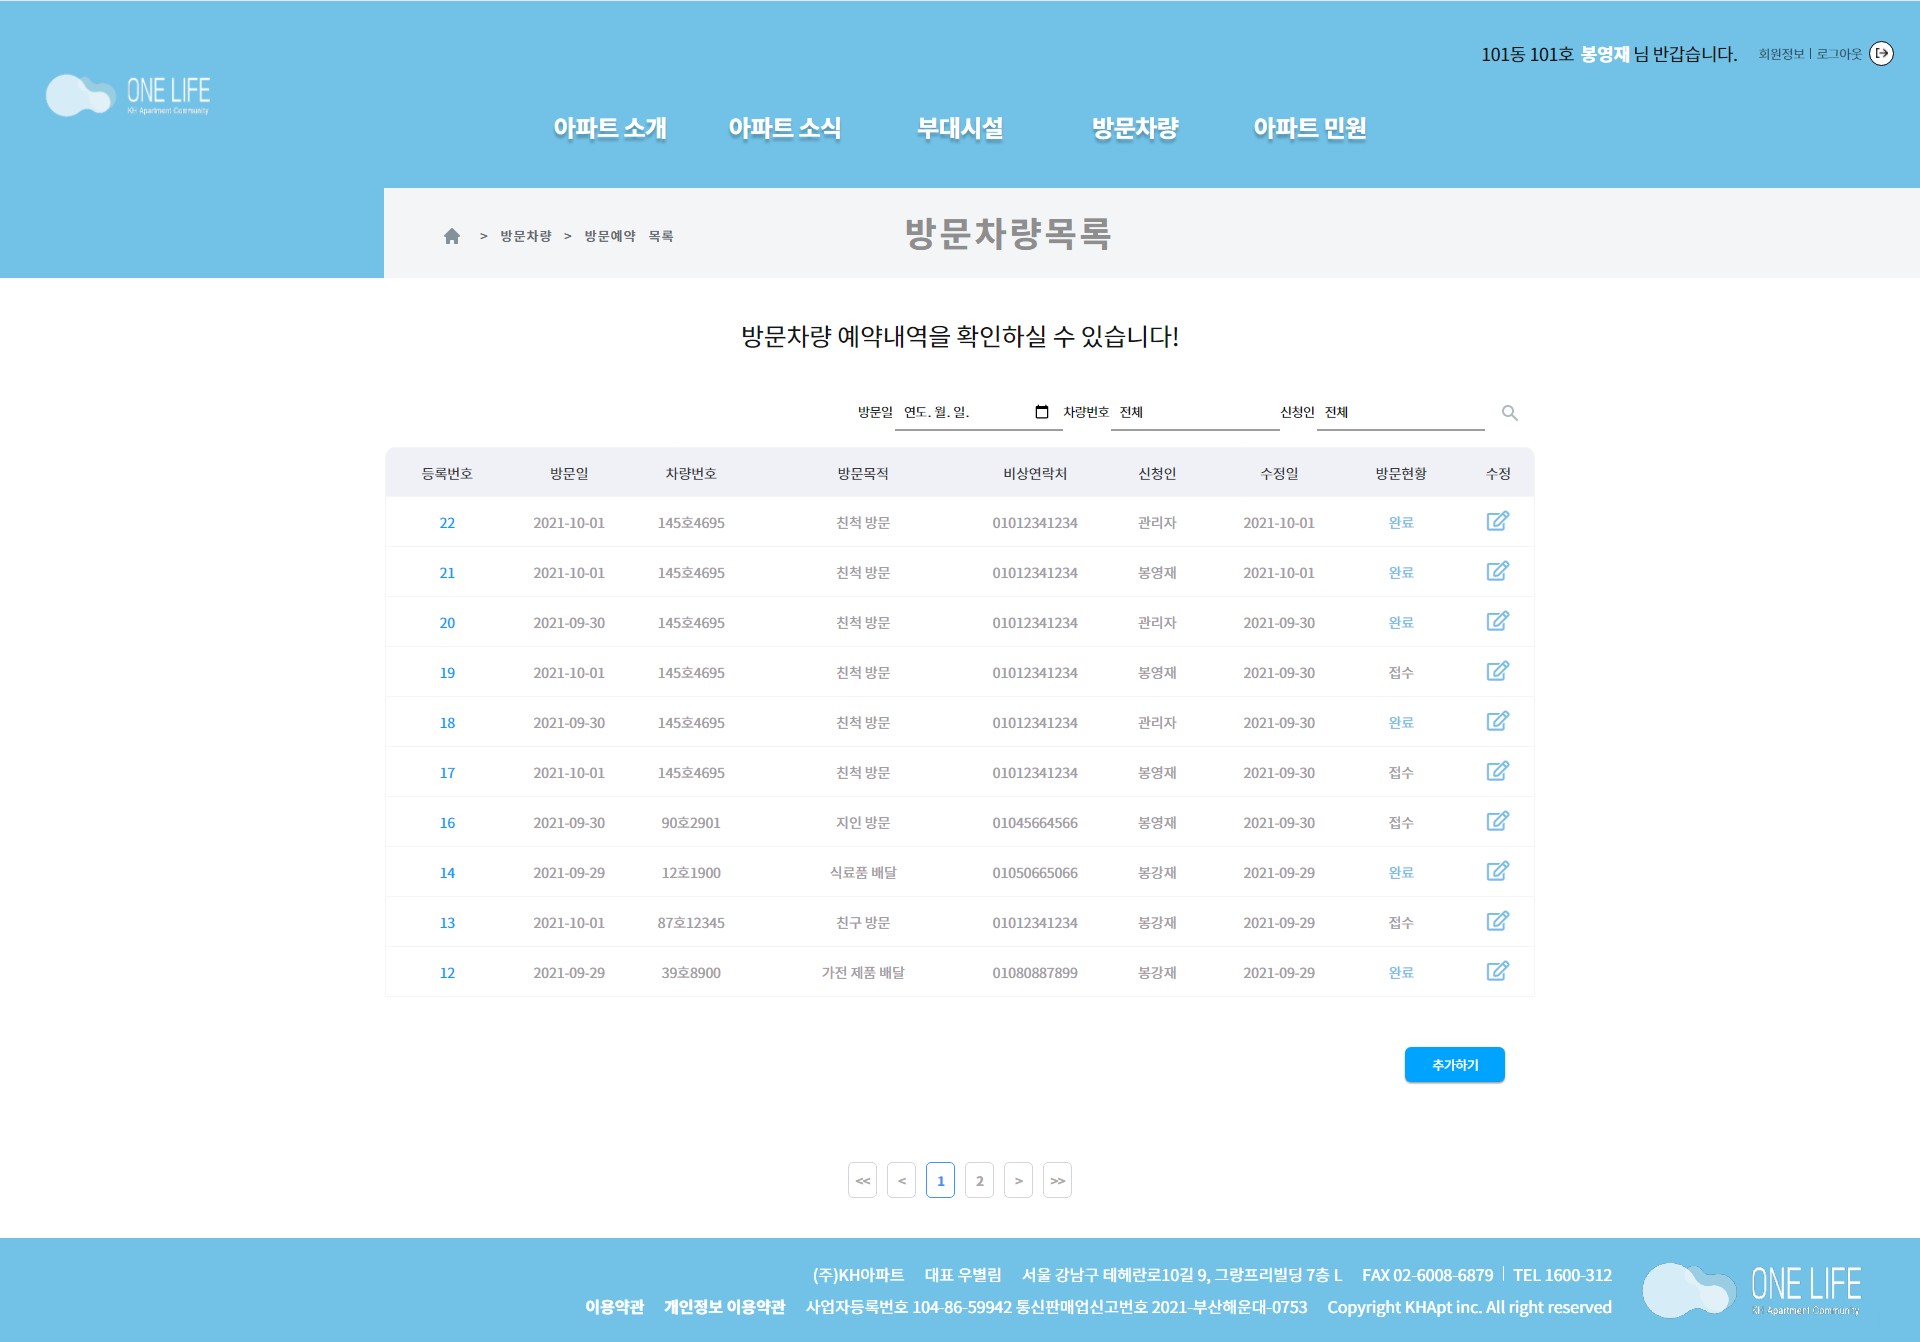 101동 101호 봉영재 님 반갑습니다. 회원정보 | 로그아웃
ONE LIFE
KH Apartment Community
아파트 소개 아파트 소식 부대시설 방문차량 아파트 민원
> 방문차량 > 방문예약 목록
방문차량목록
방문차량 예약내역을 확인하실 수 있습니다!
방문일 연도. 월. 일. 차량번호 전체 신청인 전체
등록번호 방문일 차량번호 방문목적 비상연락처 신청인 수정일 방문현황 수정
22 2021-10-01 145호4695 친척 방문 01012341234 관리자 2021-10-01 완료
21 2021-10-01 145호4695 친척 방문 01012341234 봉영재 2021-10-01 완료
20 2021-09-30 145호4695 친척 방문 01012341234 관리자 2021-09-30 완료
19 2021-10-01 145호4695 친척 방문 01012341234 봉영재 2021-09-30 접수
18 2021-09-30 145호4695 친척 방문 01012341234 관리자 2021-09-30 완료
17 2021-10-01 145호4695 친척 방문 01012341234 봉영재 2021-09-30 접수
16 2021-09-30 90호2901 지인 방문 01045664566 봉영재 2021-09-30 접수
14 2021-09-29 12호1900 식료품 배달 01050665066 봉강재 2021-09-29 완료
13 2021-10-01 87호12345 친구 방문 01012341234 봉강재 2021-09-29 접수
12 2021-09-29 39호8900 가전 제품 배달 01080887899 봉강재 2021-09-29 완료
추가하기
<< < 1 2 > >>
(주)KH아파트 대표 우별림 서울 강남구 테헤란로10길 9, 그랑프리빌딩 7층 L FAX 02-6008-6879 | TEL 1600-312
이용약관 개인정보 이용약관 사업자등록번호 104-86-59942 통신판매업신고번호 2021-부산해운대-0753 Copyright KHApt inc. All right reserved
ONE LIFE
KH Apartment Community